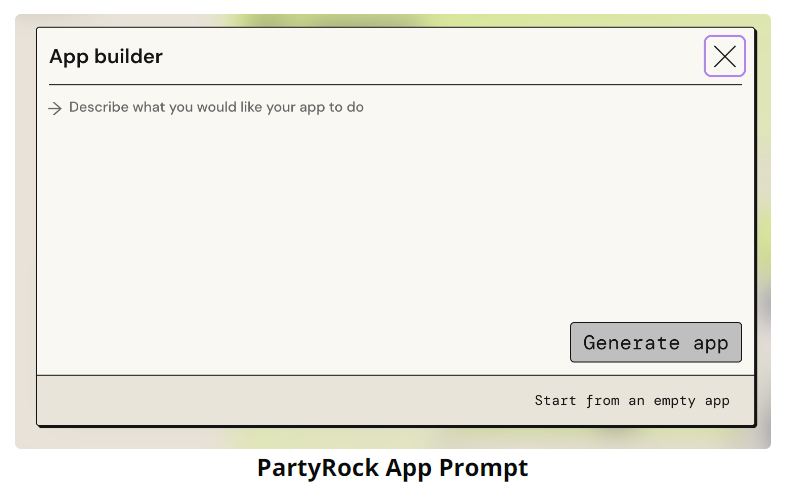 App builder
Describe what you would like your app to do
Generate app
Start from an empty app
PartyRock App Prompt